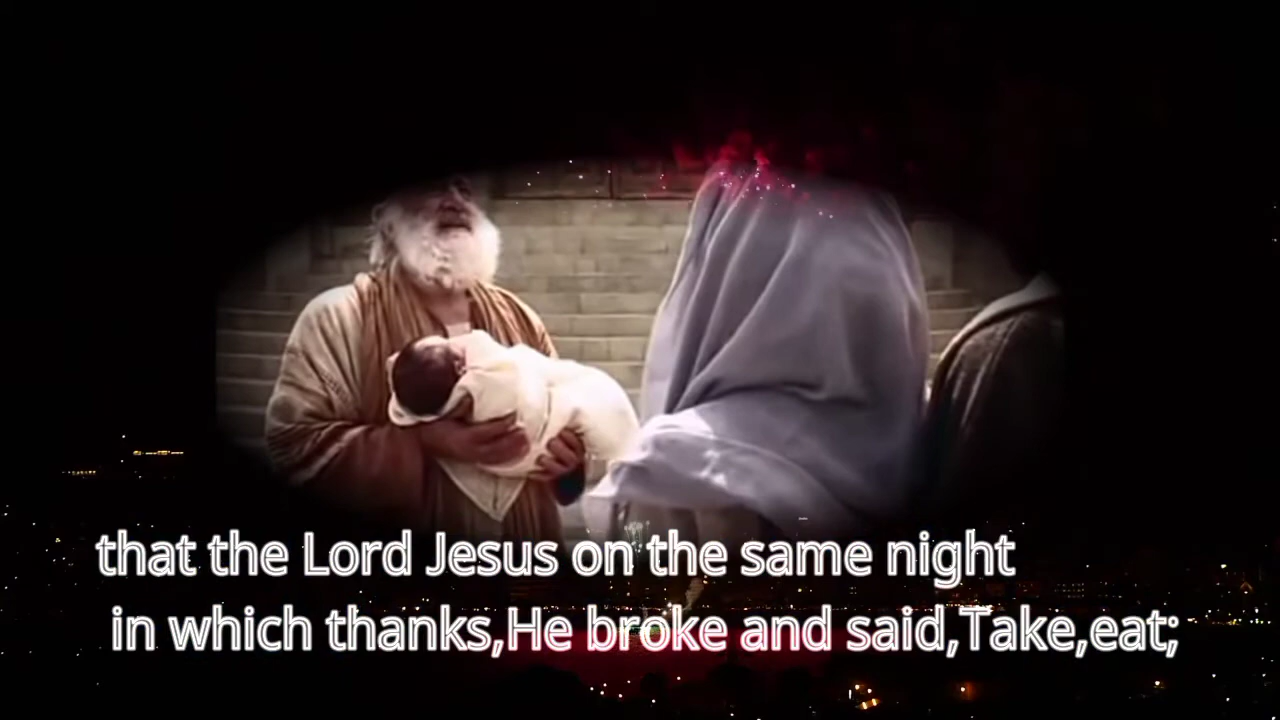 that the Lord Jesus on the same night
in which thanks,He broke and said,Take,eat;